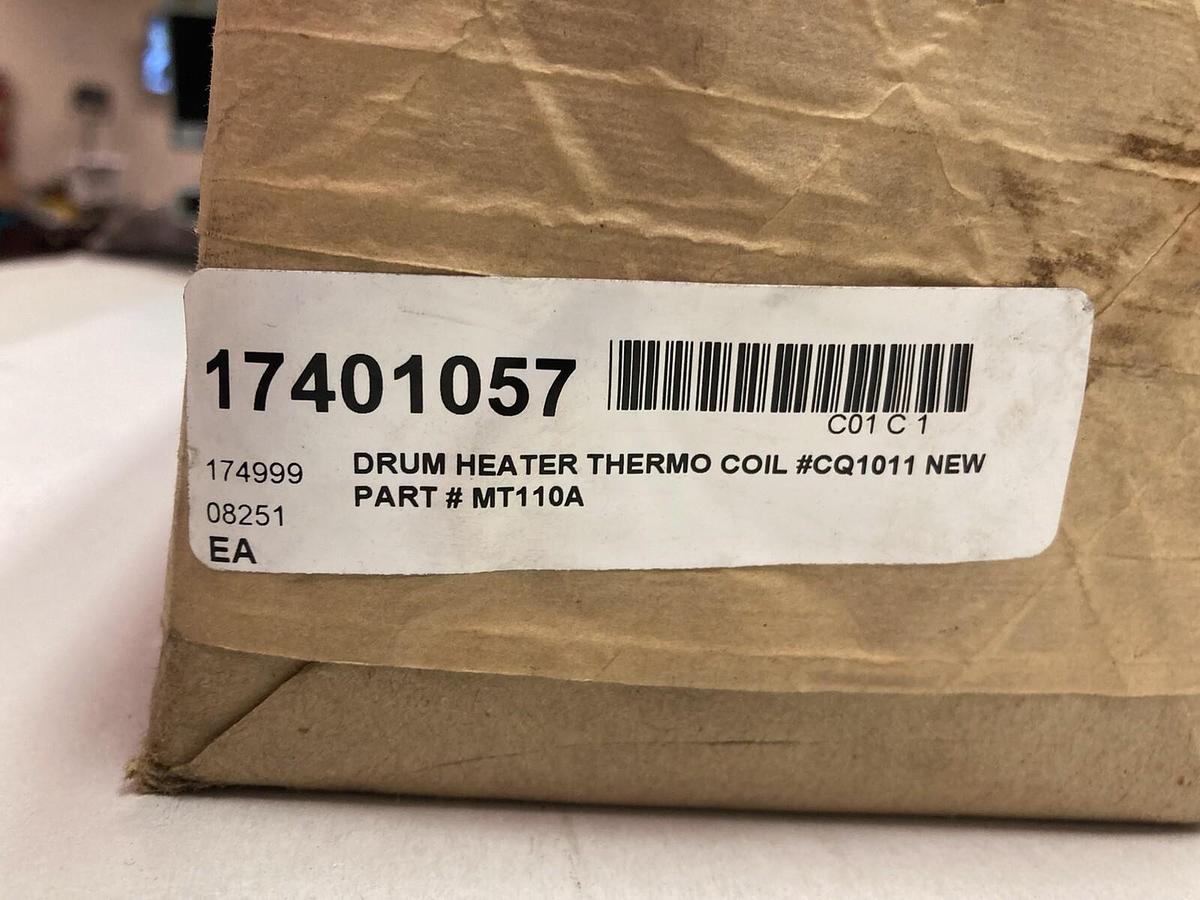 17401057
C01 C 1
174999
DRUM HEATER THERMO COIL #CQ1011 NEW
PART # MT110A
08251
EA